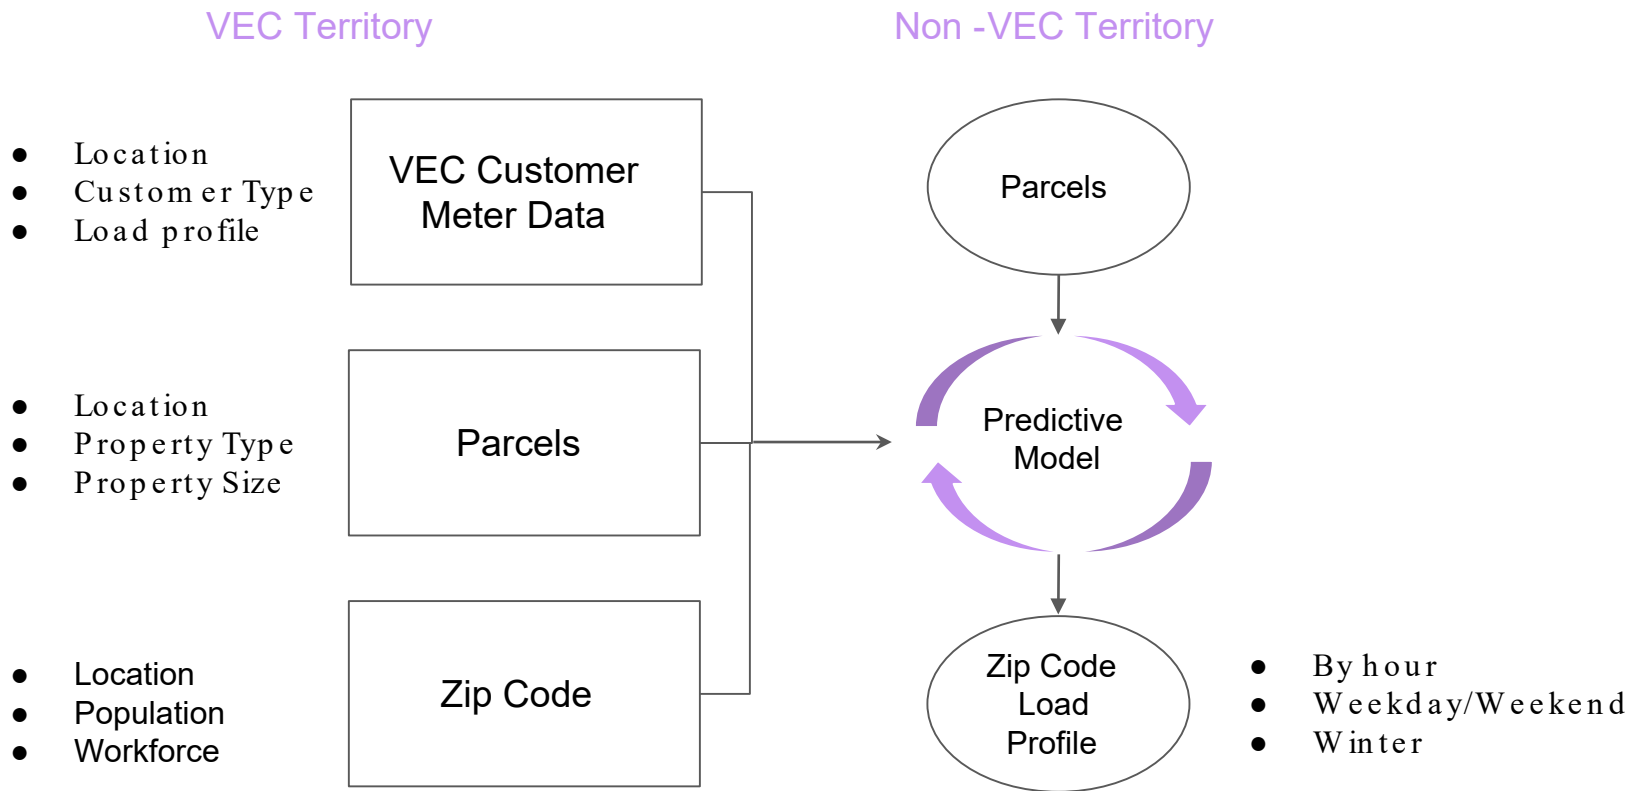 VEC Territory
Non -VEC Territory
● Location
● Customer Type
● Load profile
VEC Customer
Meter Data
Parcels
● Location
● Property Type
● Property Size
Parcels
Predictive
Model
● Location
● Population
● Workforce
Zip Code
Zip Code
Load
Profile
● By hour
● Weekday/Weekend
● Winter